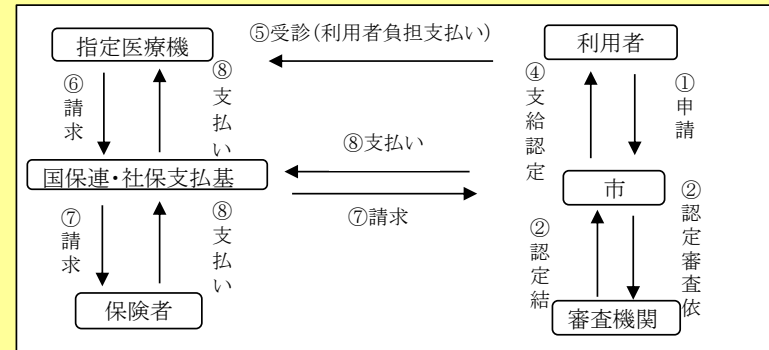 ⑤受診（利用者負担支払い）
指定医療機
利用者
⑥請求
⑧支払い
④支給認定
①申請
⑧支払い
国保連・社保支払基
市
⑦請求
⑦請求
⑧支払い
②認定結
②認定審査依
保険者
審査機関